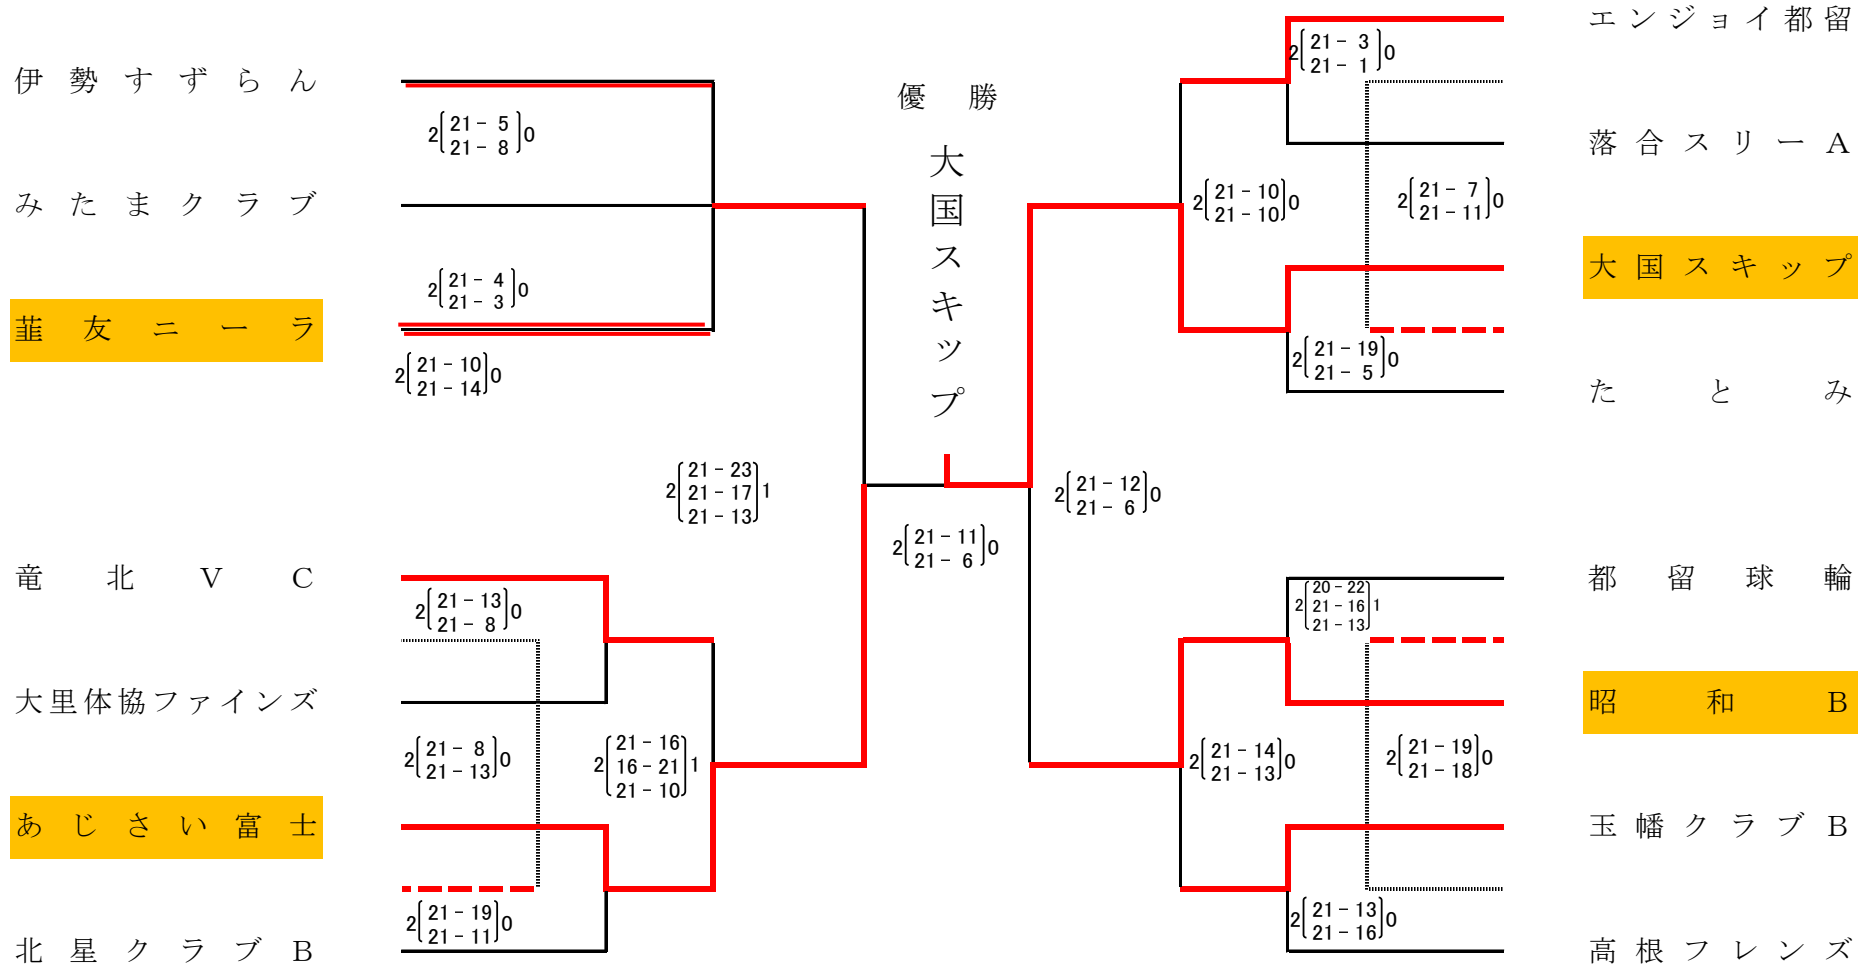 伊勢すずらん
2 21 - 5 0
21 - 8
みたまクラブ
2 21 - 4 0
21 - 3
韮友ニーラ
2 21 - 10 0
21 - 14
2 21 - 23 1
21 - 17
21 - 13
竜北VC
2 21 - 13 0
21 - 8
大里体協ファインズ
2 21 - 8 0
21 - 13
2 21 - 16 1
16 - 21
21 - 10
あじさい富士
2 21 - 19 0
21 - 11
北星クラブB
優勝
大国スキップ
2 21 - 11 0
21 - 6
エンジョイ都留
2 21 - 3 0
21 - 1
落合スリーA
2 21 - 10 0
21 - 10
2 21 - 7 0
21 - 11
大国スキップ
2 21 - 19 0
21 - 5
たとみ
2 21 - 12 0
21 - 6
都留球輪
2 20 - 22 1
21 - 16
21 - 13
昭和B
2 21 - 14 0
21 - 13
2 21 - 19 0
21 - 18
玉幡クラブB
2 21 - 13 0
21 - 16
高根フレンズ